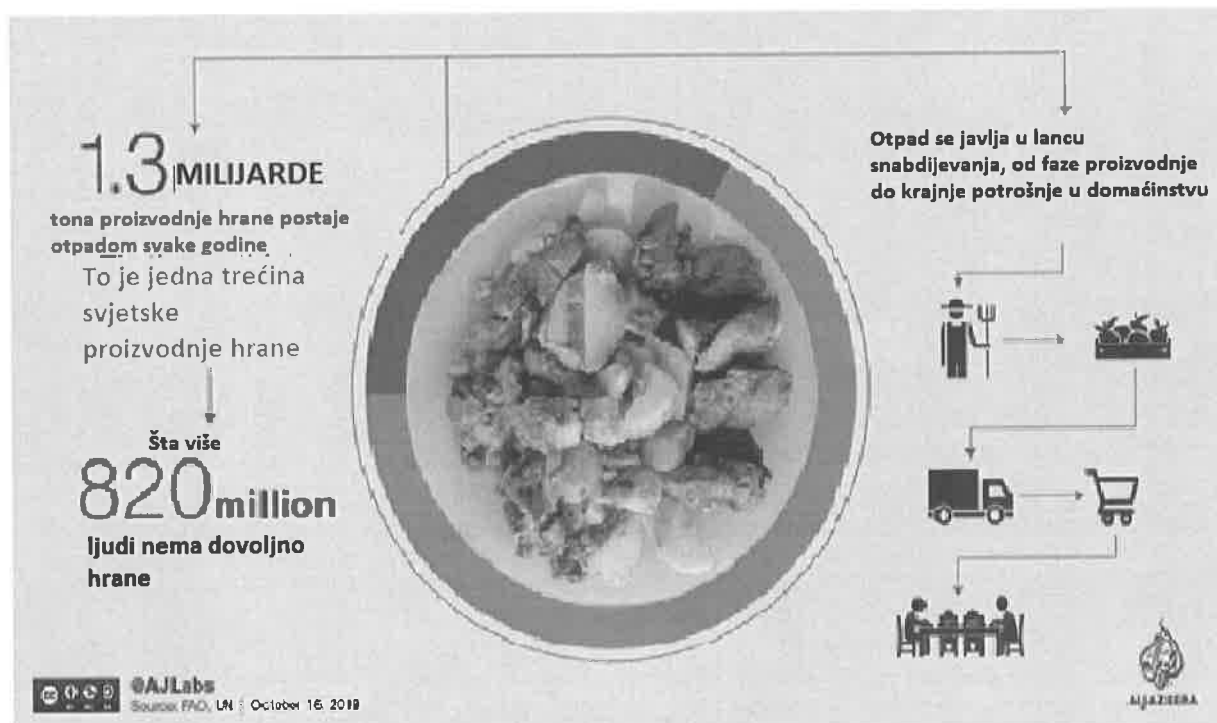 1.3 MILIJARDE
tona proizvodnje hrane postaje
otpadom svake godine
To je jedna trećina
svjetske
proizvodnje hrane
Šta više
820 million
ljudi nema dovoljno
hrane
Otpad se javlja u lancu
snabdijevanja, od faze proizvodnje
do krajnje potrošnje u domaćinstvu
@AJLabs
Source: FAO, UN October 16, 2019
ALJAZEERA